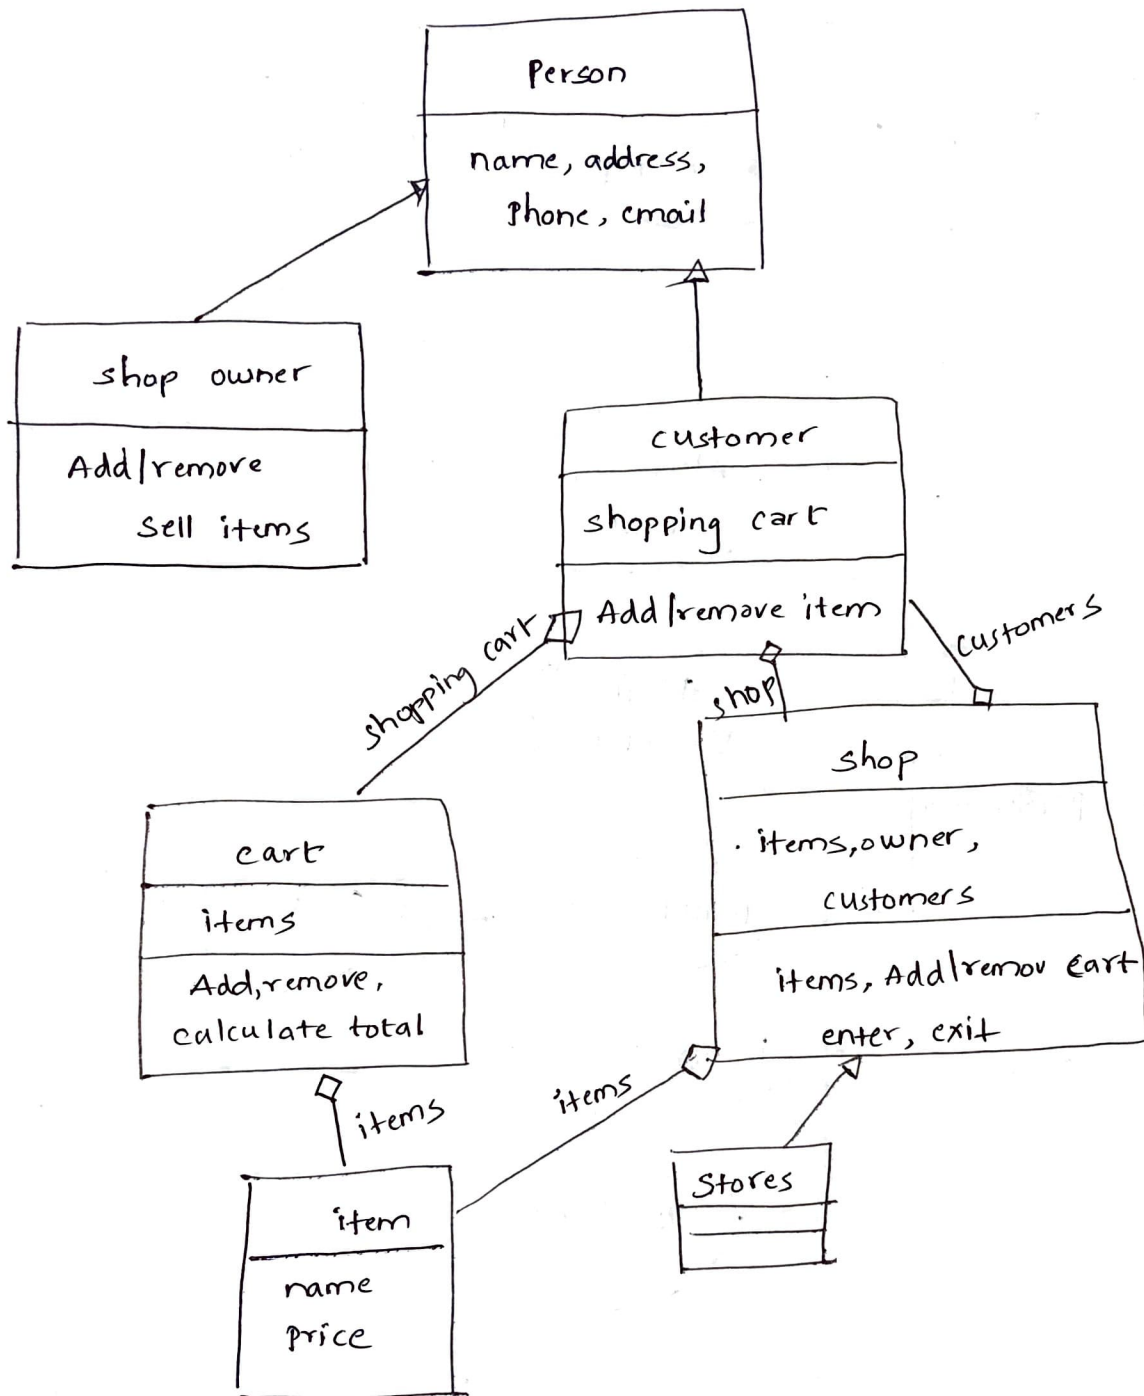 Person
name, address,
Phone, email
shop owner
Add/remove
Sell items
customer
shopping cart
Add/remove item
shopping cart
shop
customers
shop
items, owner,
customers
items, Add/remov cart
enter, exit
cart
items
Add, remove,
calculate total
items
items
item
name
price
Stores